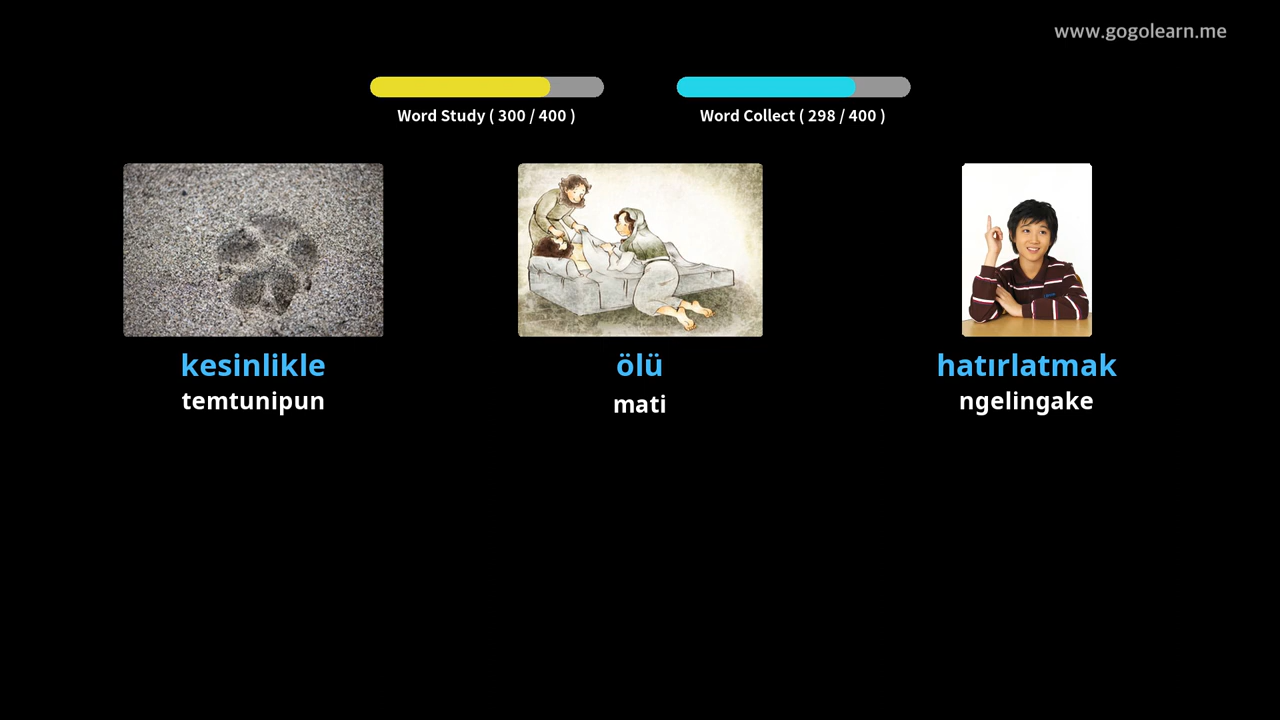 www.gogolearn.me
Word Study ( 300 / 400 )
Word Collect ( 298 / 400 )
kesinlikle
temtunipun
ölü
mati
hatırlatmak
ngelingake